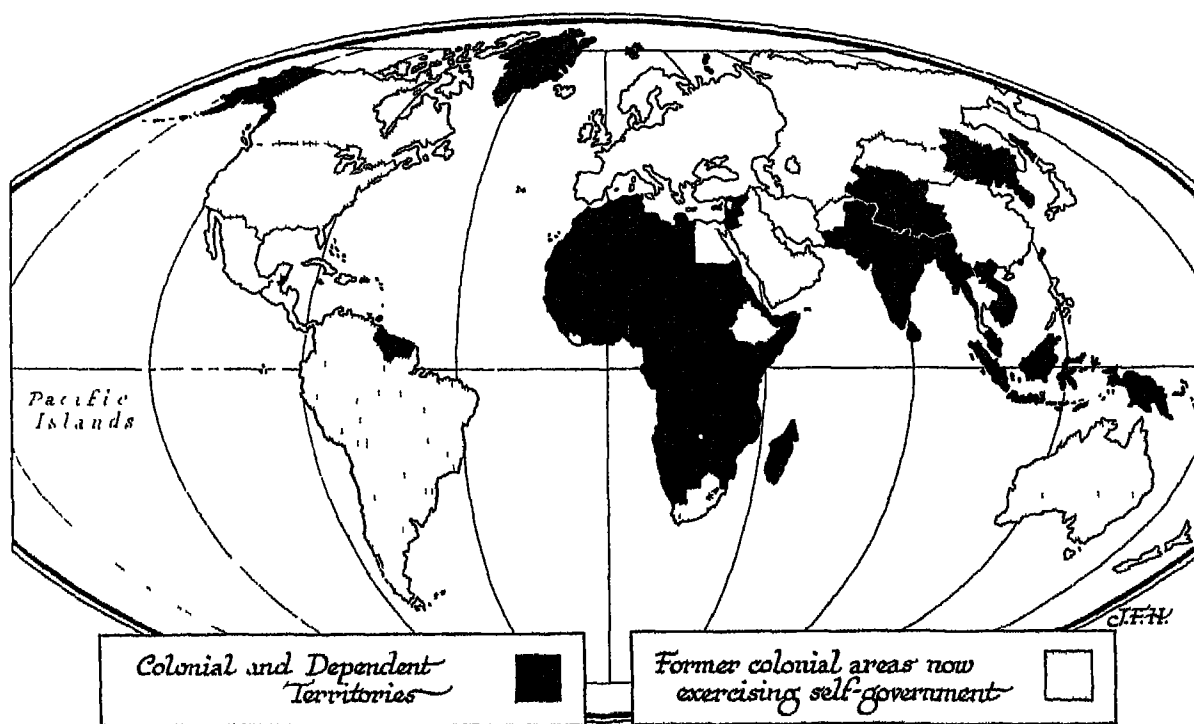 Pacific
Islands
J.F.H.
Colonial and Dependent
Territories
Former colonial areas now
exercising self-government